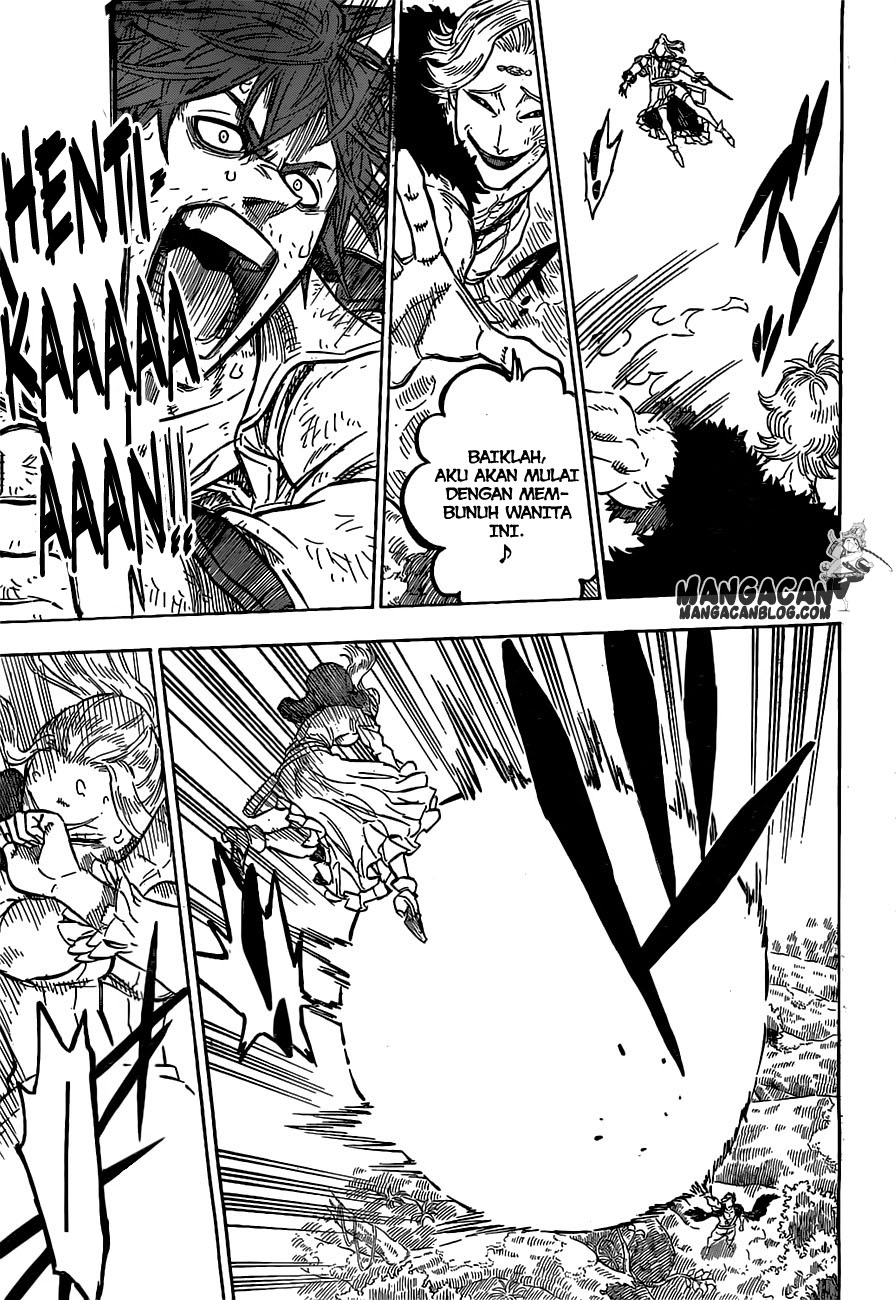 BAIKLAH,
AKU AKAN MULAI
DENGAN MEM-
BUNUH WANITA
INI.
♪
HENTI-
KAAAAA
AAAN!!
MANGACAN
MANGACANBLOG.COM